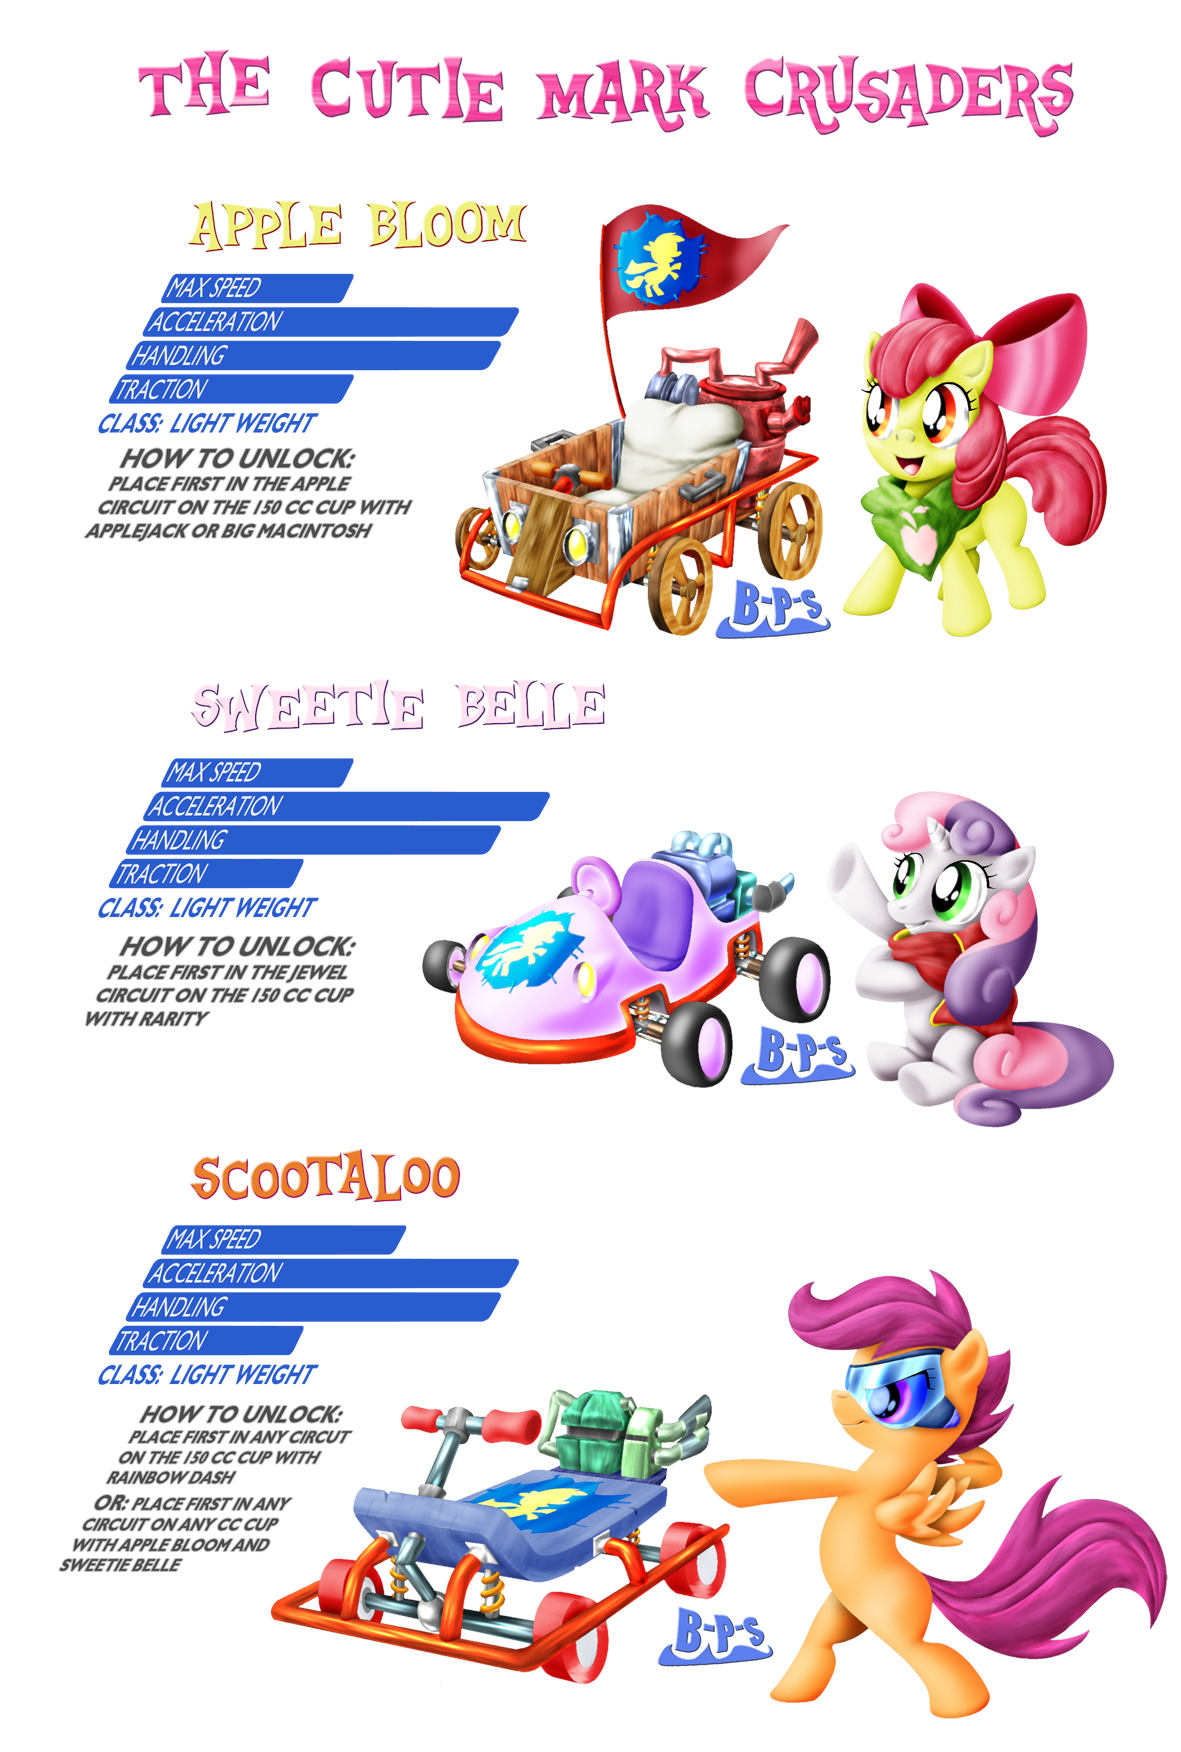 THE CUTIE MARK CRUSADERS
APPLE BLOOM
MAX SPEED
ACCELERATION
HANDLING
TRACTION
CLASS: LIGHT WEIGHT
HOW TO UNLOCK:
PLACE FIRST IN THE APPLE
CIRCUIT ON THE 150 CC CUP WITH
APPLEJACK OR BIG MACINTOSH
B-P-S
SWEETIE BELLE
MAX SPEED
ACCELERATION
HANDLING
TRACTION
CLASS: LIGHT WEIGHT
HOW TO UNLOCK:
PLACE FIRST IN THE JEWEL
CIRCUIT ON THE 150 CC CUP
WITH RARITY
B-P-S
SCOOTALOO
MAX SPEED
ACCELERATION
HANDLING
TRACTION
CLASS: LIGHT WEIGHT
HOW TO UNLOCK:
PLACE FIRST IN ANY CIRCUT
ON THE 150 CC CUP WITH
RAINBOW DASH
OR: PLACE FIRST IN ANY
CIRCUIT ON ANY CC CUP
WITH APPLE BLOOM AND
SWEETIE BELLE
B-P-S